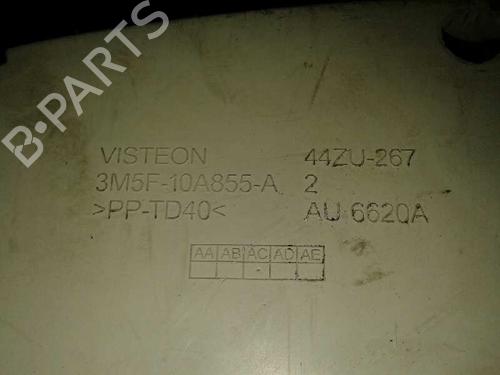 B-PARTS
VISTEON 44ZU-267
3M5F-10A855-A 2
>PP-TD40< AU 6620A
AA AB AC AD AE